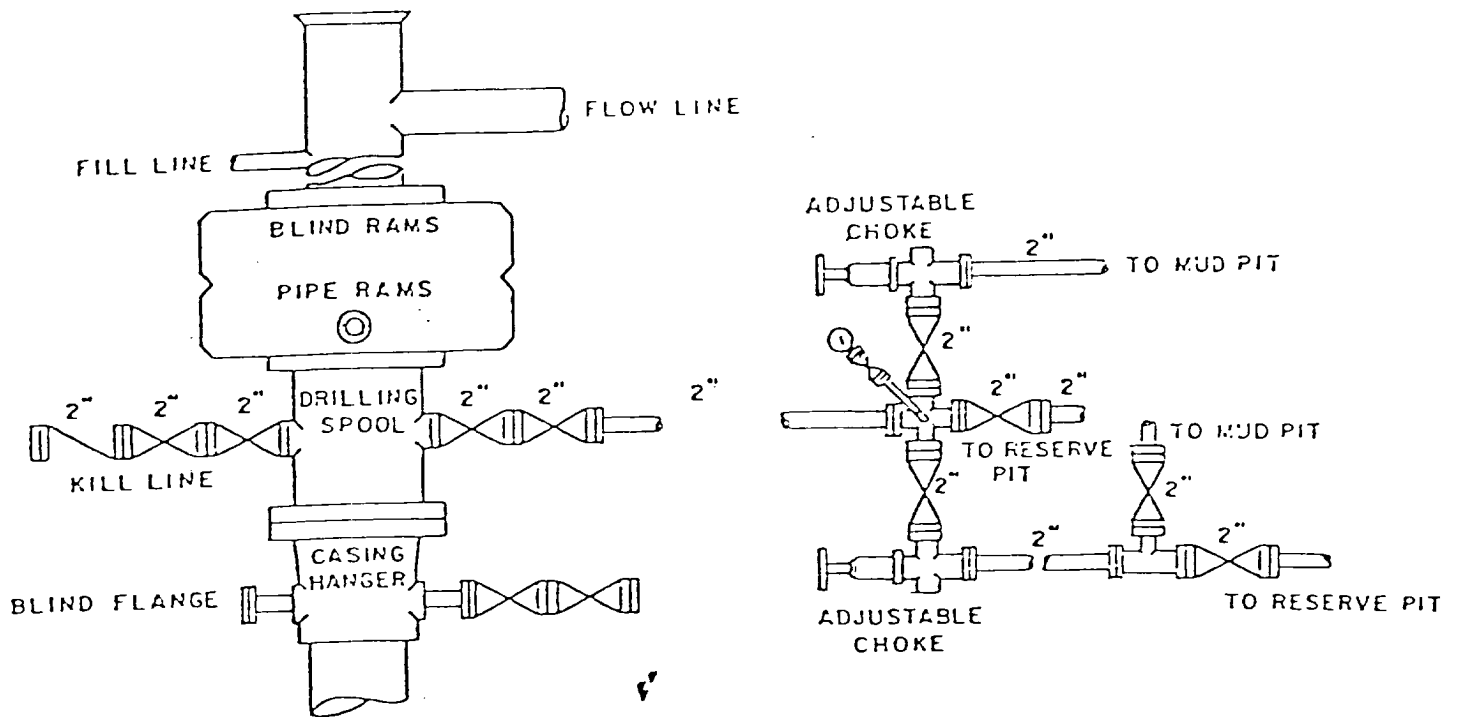 FLOW LINE
FILL LINE
BLIND RAMS
PIPE RAMS
DRILLING
SPOOL
2"
2"
2"
2"
2"
2"
KILL LINE
CASING
HANGER
BLIND FLANGE
ADJUSTABLE
CHOKE
2"
TO MUD PIT
2"
2"
2"
TO RESERVE
PIT
TO MUD PIT
2"
2"
2"
2"
ADJUSTABLE
CHOKE
TO RESERVE PIT